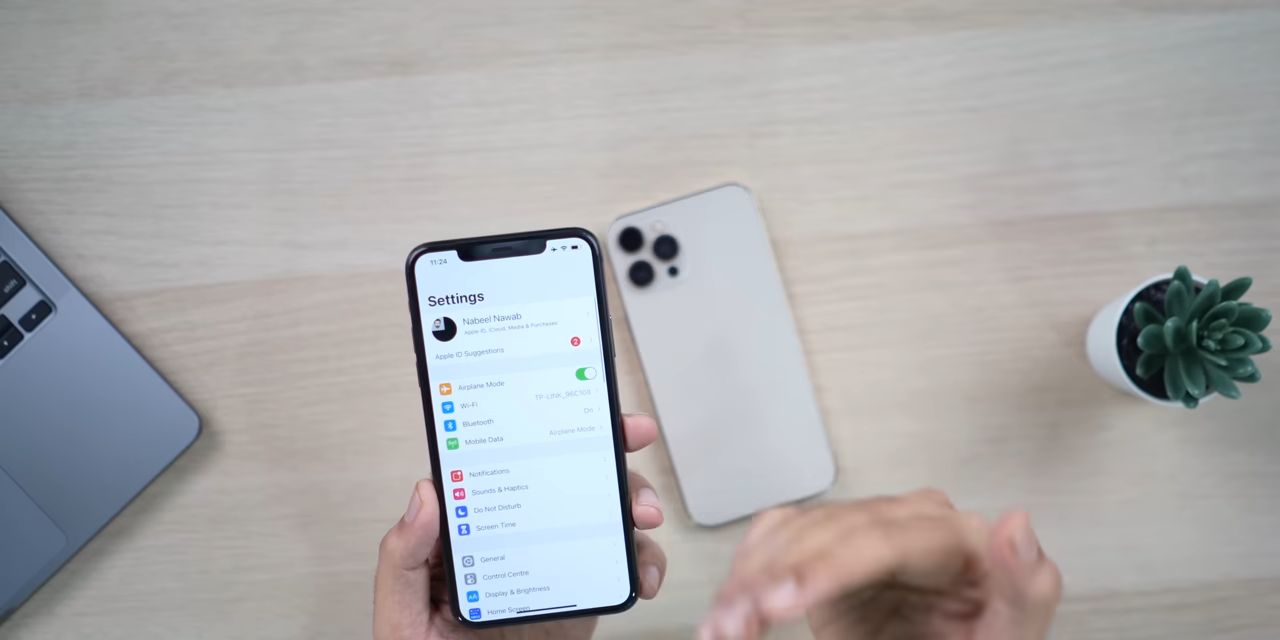 shift
11:24
Settings
Nabeel Nawab
Apple ID, iCloud, Media & Purchases
Apple ID Suggestions 2
Airplane Mode
Wi-Fi
Bluetooth On
Mobile Data Airplane Mode
Notifications
Sounds & Haptics
Do Not Disturb
Screen Time
General
Control Centre
Display & Brightness
Home Screen